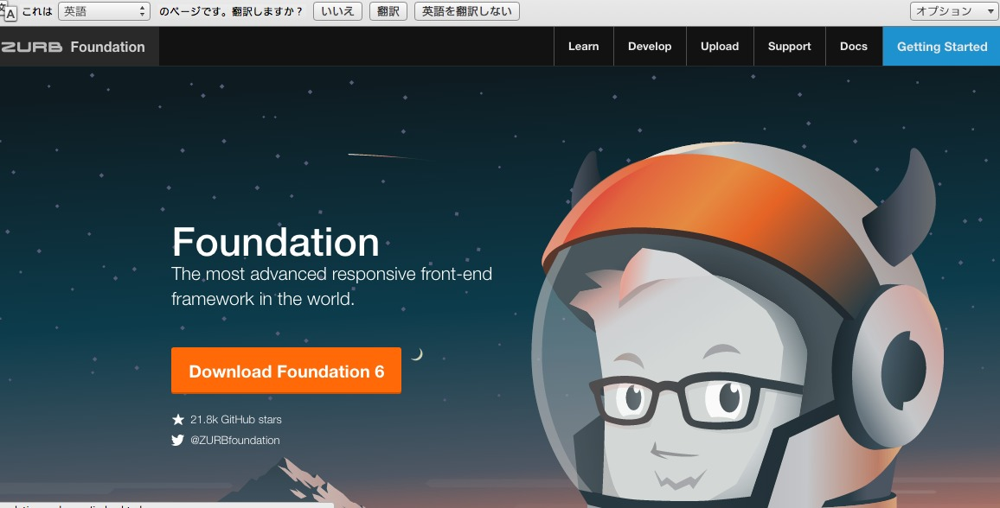 これは 英語 のページです。翻訳しますか？ いいえ 翻訳 英語を翻訳しない オプション
ZURB Foundation Learn Develop Upload Support Docs Getting Started
Foundation
The most advanced responsive front-end
framework in the world.
Download Foundation 6
21.8k GitHub stars
@ZURBfoundation